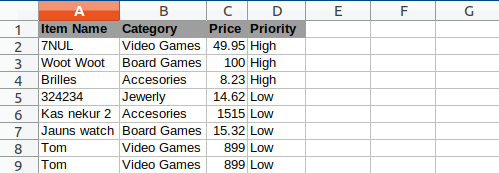 A B C D E F G
1 Item Name Category Price Priority
2 7NUL Video Games 49.95 High
3 Woot Woot Board Games 100 High
4 Brilles Accesories 8.23 High
5 324234 Jewerly 14.62 Low
6 Kas nekur 2 Accesories 1515 Low
7 Jauns watch Board Games 15.32 Low
8 Tom Video Games 899 Low
9 Tom Video Games 899 Low